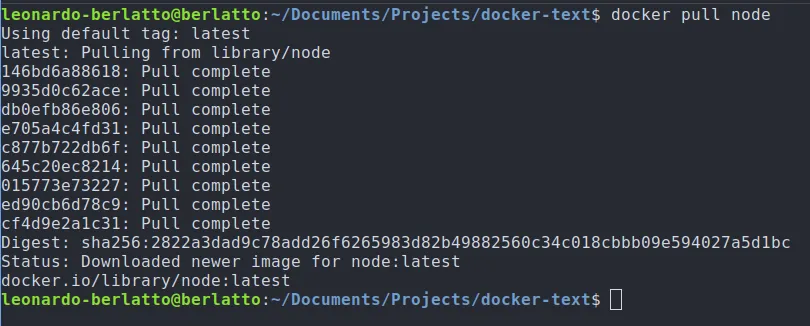 leonardo-berlatto@berlatto:~/Documents/Projects/docker-text$ docker pull node
Using default tag: latest
latest: Pulling from library/node
146bd6a88618: Pull complete
9935d0c62ace: Pull complete
db0efb86e806: Pull complete
e705a4c4fd31: Pull complete
c877b722db6f: Pull complete
645c20ec8214: Pull complete
015773e73227: Pull complete
ed90cb6d78c9: Pull complete
cf4d9e2a1c31: Pull complete
Digest: sha256:2822a3dad9c78add26f6265983d82b49882560c34c018cbbb09e594027a5d1bc
Status: Downloaded newer image for node:latest
docker.io/library/node:latest
leonardo-berlatto@berlatto:~/Documents/Projects/docker-text$